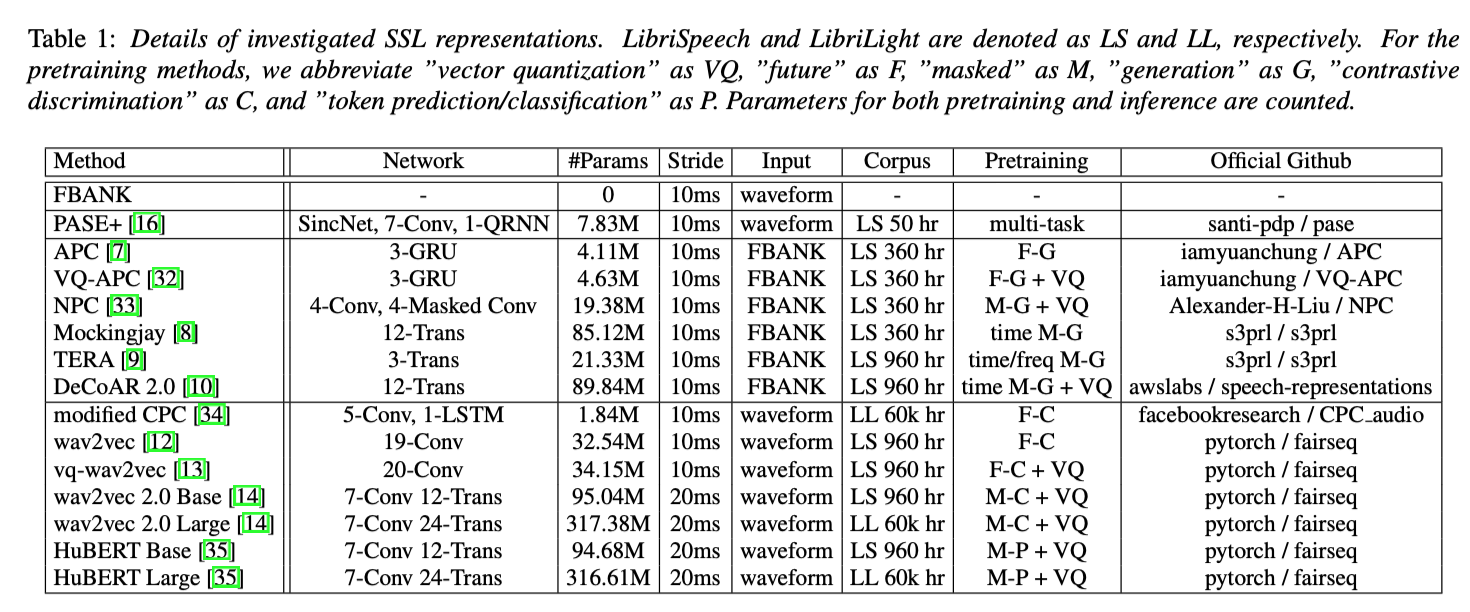 Table 1: Details of investigated SSL representations. LibriSpeech and LibriLight are denoted as LS and LL, respectively. For the
pretraining methods, we abbreviate ”vector quantization” as VQ, ”future” as F, ”masked” as M, ”generation” as G, ”contrastive
discrimination” as C, and ”token prediction/classification” as P. Parameters for both pretraining and inference are counted.
Method Network #Params Stride Input Corpus Pretraining Official Github
FBANK - 0 10ms waveform - - -
PASE+ [16] SincNet, 7-Conv, 1-QRNN 7.83M 10ms waveform LS 50 hr multi-task santi-pdp / pase
APC [7] 3-GRU 4.11M 10ms FBANK LS 360 hr F-G iamyuanchung / APC
VQ-APC [32] 3-GRU 4.63M 10ms FBANK LS 360 hr F-G + VQ iamyuanchung / VQ-APC
NPC [33] 4-Conv, 4-Masked Conv 19.38M 10ms FBANK LS 360 hr M-G + VQ Alexander-H-Liu / NPC
Mockingjay [8] 12-Trans 85.12M 10ms FBANK LS 360 hr time M-G s3prl / s3prl
TERA [9] 3-Trans 21.33M 10ms FBANK LS 960 hr time/freq M-G s3prl / s3prl
DeCoAR 2.0 [10] 12-Trans 89.84M 10ms FBANK LS 960 hr time M-G + VQ awslabs / speech-representations
modified CPC [34] 5-Conv, 1-LSTM 1.84M 10ms waveform LL 60k hr F-C facebookresearch / CPC_audio
wav2vec [12] 19-Conv 32.54M 10ms waveform LS 960 hr F-C pytorch / fairseq
vq-wav2vec [13] 20-Conv 34.15M 10ms waveform LS 960 hr F-C + VQ pytorch / fairseq
wav2vec 2.0 Base [14] 7-Conv 12-Trans 95.04M 20ms waveform LS 960 hr M-C + VQ pytorch / fairseq
wav2vec 2.0 Large [14] 7-Conv 24-Trans 317.38M 20ms waveform LL 60k hr M-C + VQ pytorch / fairseq
HuBERT Base [35] 7-Conv 12-Trans 94.68M 20ms waveform LS 960 hr M-P + VQ pytorch / fairseq
HuBERT Large [35] 7-Conv 24-Trans 316.61M 20ms waveform LL 60k hr M-P + VQ pytorch / fairseq